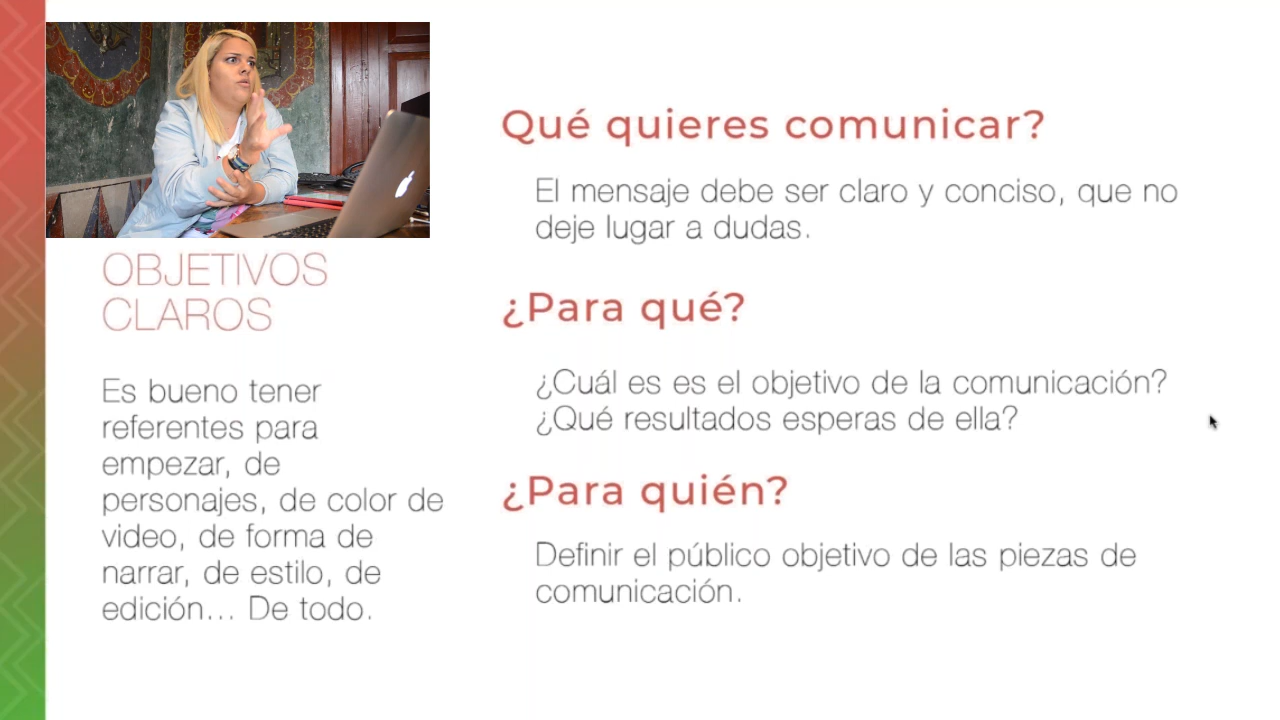 OBJETIVOS
CLAROS
Es bueno tener
referentes para
empezar, de
personajes, de color de
video, de forma de
narrar, de estilo, de
edición... De todo.
Qué quieres comunicar?
El mensaje debe ser claro y conciso, que no
deje lugar a dudas.
¿Para qué?
¿Cuál es es el objetivo de la comunicación?
¿Qué resultados esperas de ella?
¿Para quién?
Definir el público objetivo de las piezas de
comunicación.